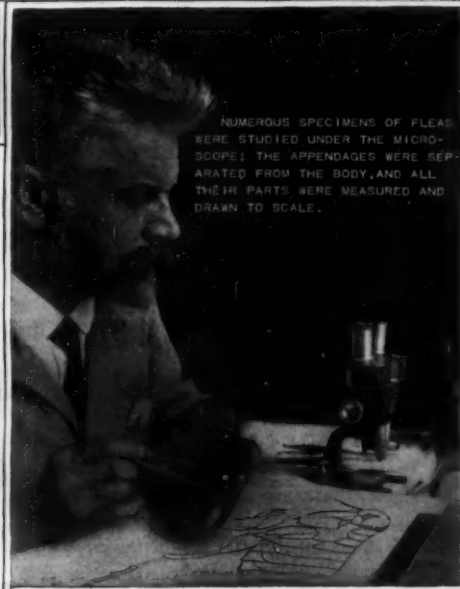 NUMEROUS SPECIMENS OF FLEAS
WERE STUDIED UNDER THE MICRO-
SCOPE; THE APPENDAGES WERE SEP-
ARATED FROM THE BODY, AND ALL
THEIR PARTS WERE MEASURED AND
DRAWN TO SCALE.